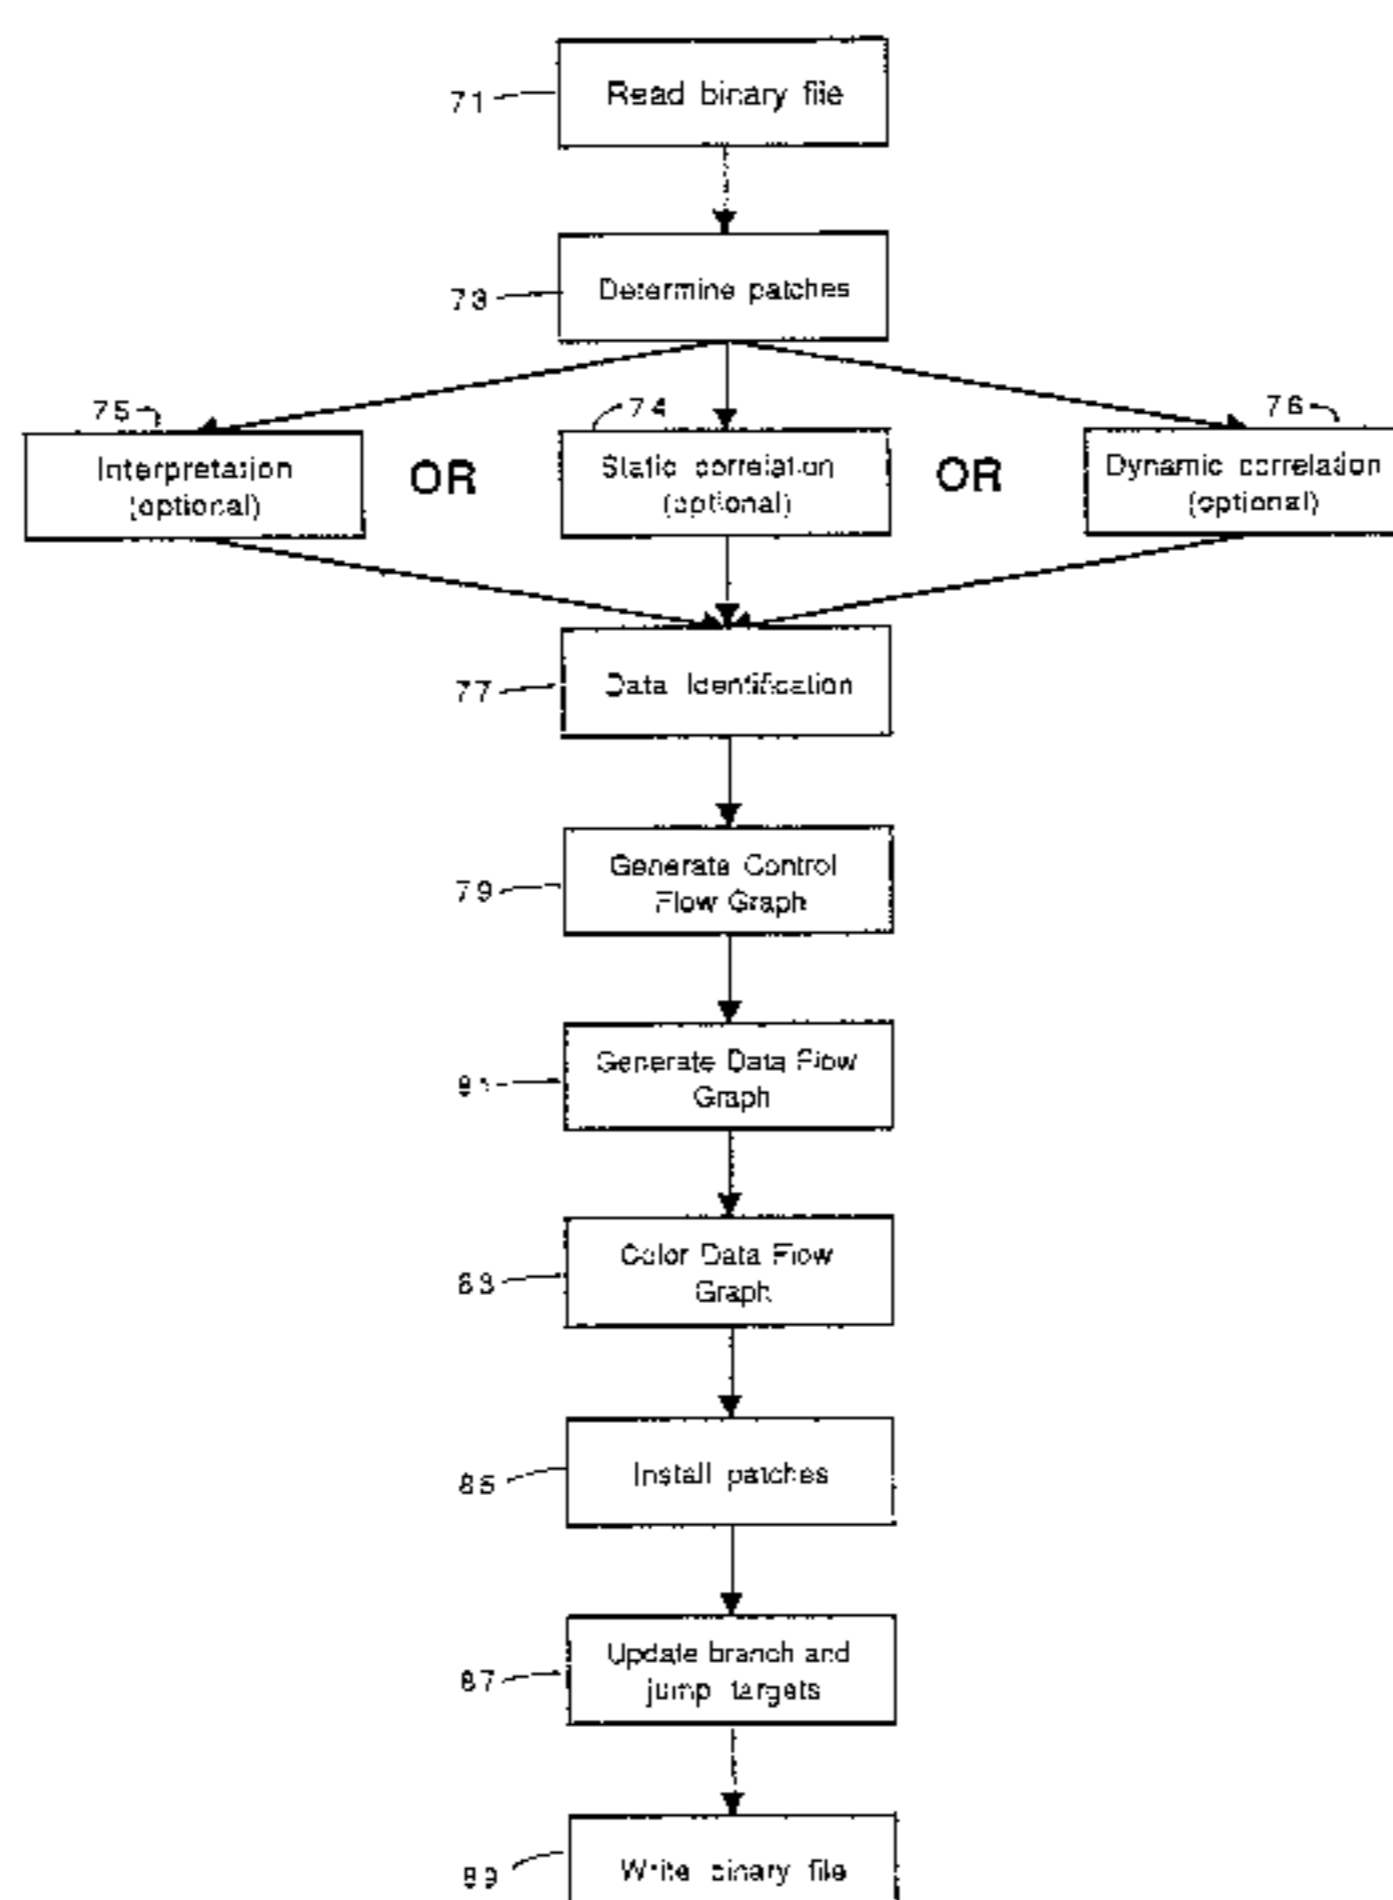 71
Read binary file
73
Determine patches
75
74
76
Interpretation
(optional)
OR
Static correlation
(optional)
OR
Dynamic correlation
(optional)
77
Data Identification
79
Generate Control
Flow Graph
81
Generate Data Flow
Graph
83
Color Data Flow
Graph
85
Install patches
87
Update branch and
jump targets
89
Write binary file